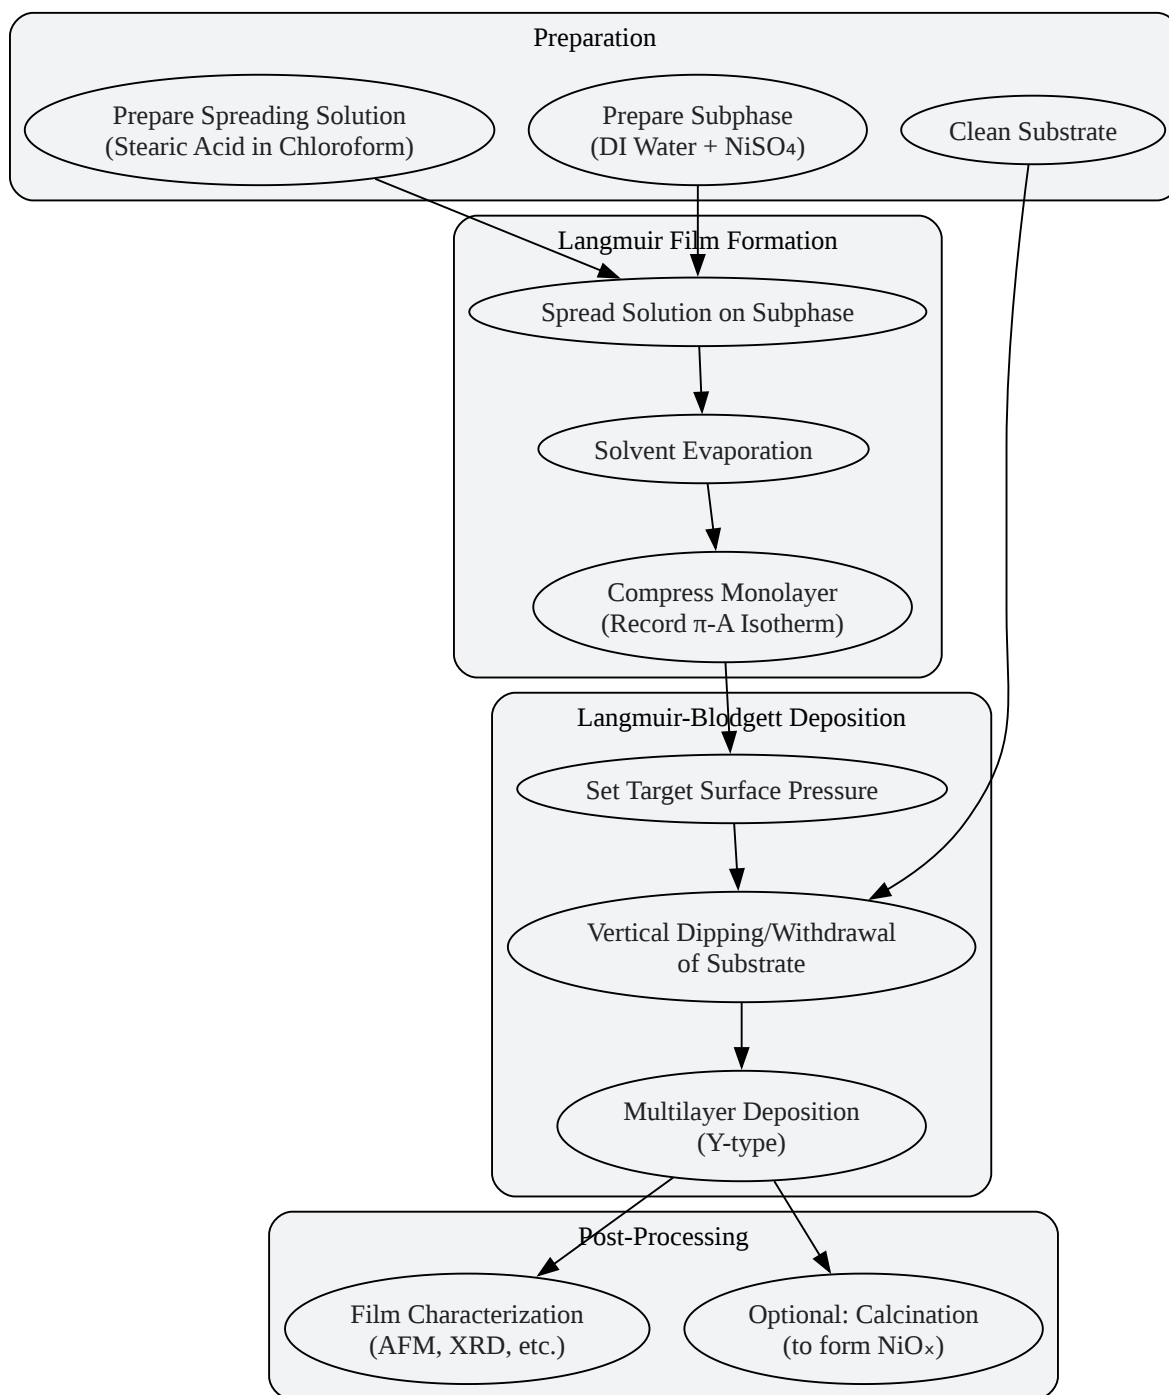 Preparation
Prepare Spreading Solution
(Stearic Acid in Chloroform)
Prepare Subphase
(DI Water + NiSO₄)
Clean Substrate
Langmuir Film Formation
Spread Solution on Subphase
Solvent Evaporation
Compress Monolayer
(Record π-A Isotherm)
Langmuir-Blodgett Deposition
Set Target Surface Pressure
Vertical Dipping/Withdrawal
of Substrate
Multilayer Deposition
(Y-type)
Post-Processing
Film Characterization
(AFM, XRD, etc.)
Optional: Calcination
(to form NiOₓ)